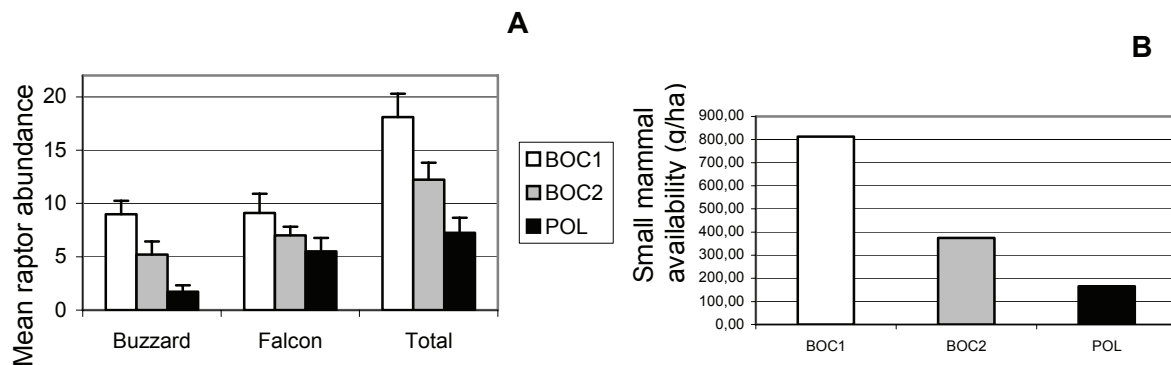 A
Mean raptor abundance
20
15
10
5
0
Buzzard Falcon Total
BOC1
BOC2
POL
B
Small mammal
availability (g/ha)
900,00
800,00
700,00
600,00
500,00
400,00
300,00
200,00
100,00
0,00
BOC1 BOC2 POL